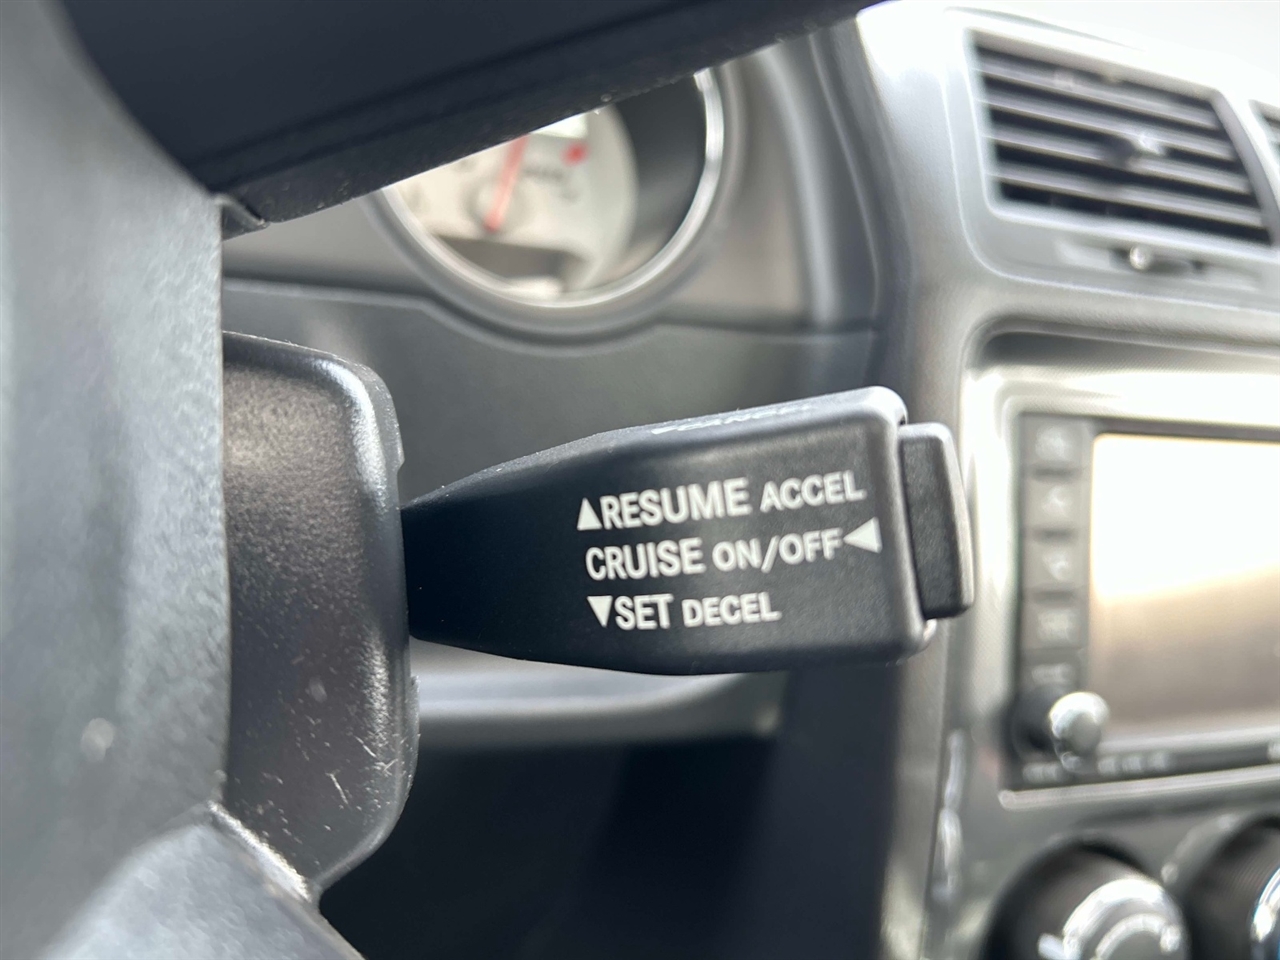 ▲RESUME ACCEL
CRUISE ON/OFF◀
▼SET DECEL